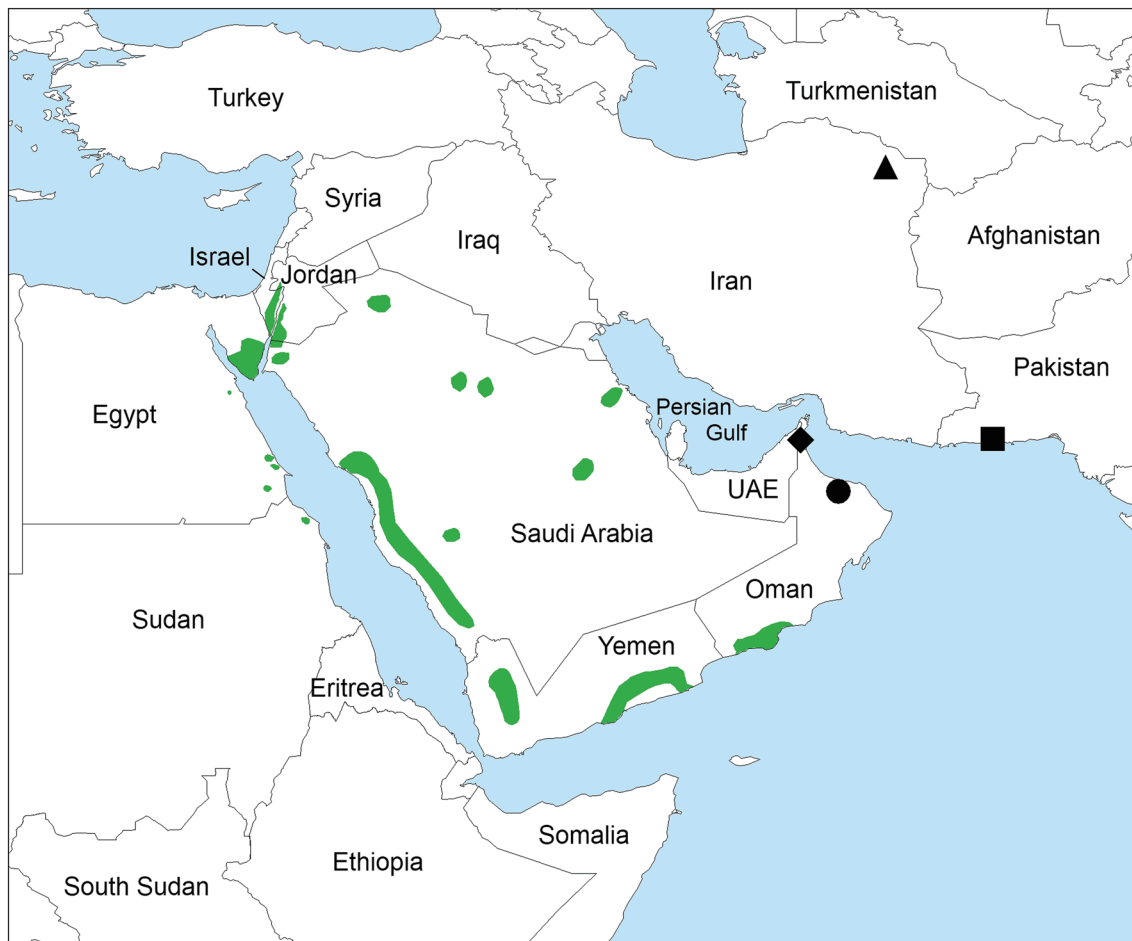 Turkey
Turkmenistan
Syria
Iraq
Afghanistan
Israel
Jordan
Iran
Pakistan
Egypt
Persian
Gulf
UAE
Saudi Arabia
Oman
Sudan
Yemen
Eritrea
Somalia
Ethiopia
South Sudan